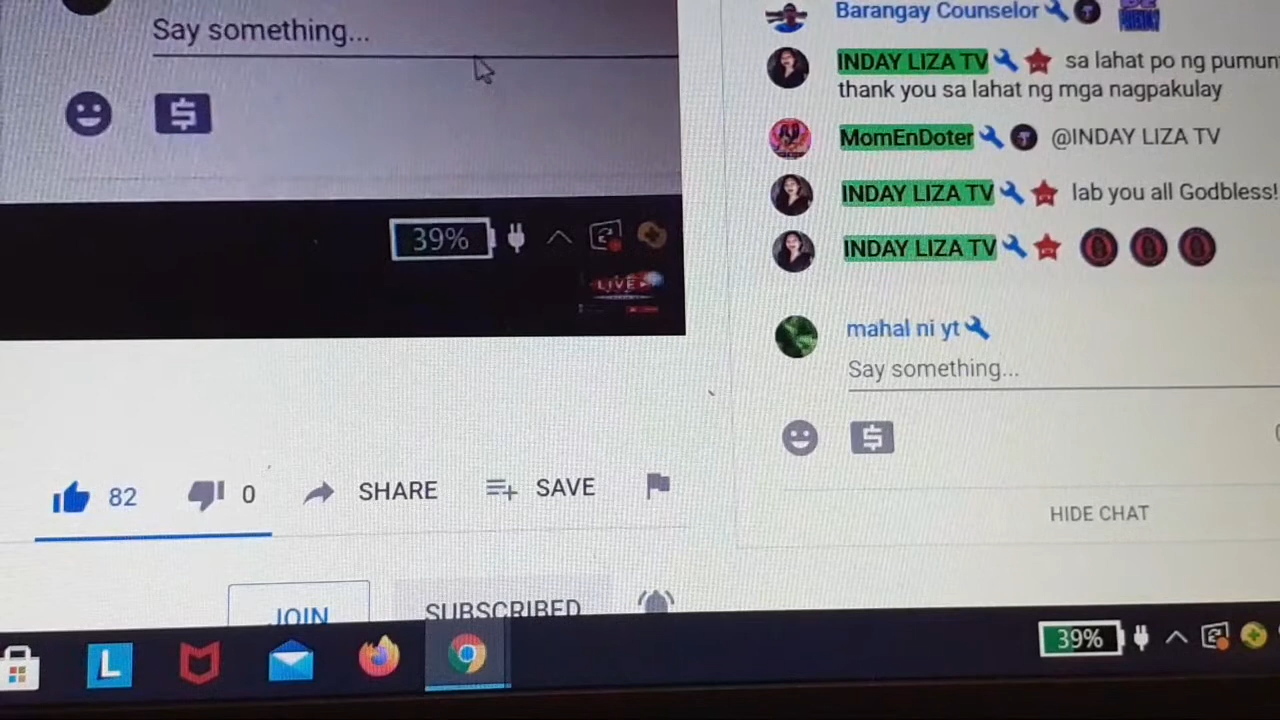 Say something...
39%
LIVE
82
0
SHARE
SAVE
JOIN
SUBSCRIBED
Barangay Counselor
INDAY LIZA TV sa lahat po ng pumun
thank you sa lahat ng mga nagpakulay
MomEnDoter @INDAY LIZA TV
INDAY LIZA TV lab you all Godbless!
INDAY LIZA TV
mahal ni yt
Say something...
HIDE CHAT
L
39%